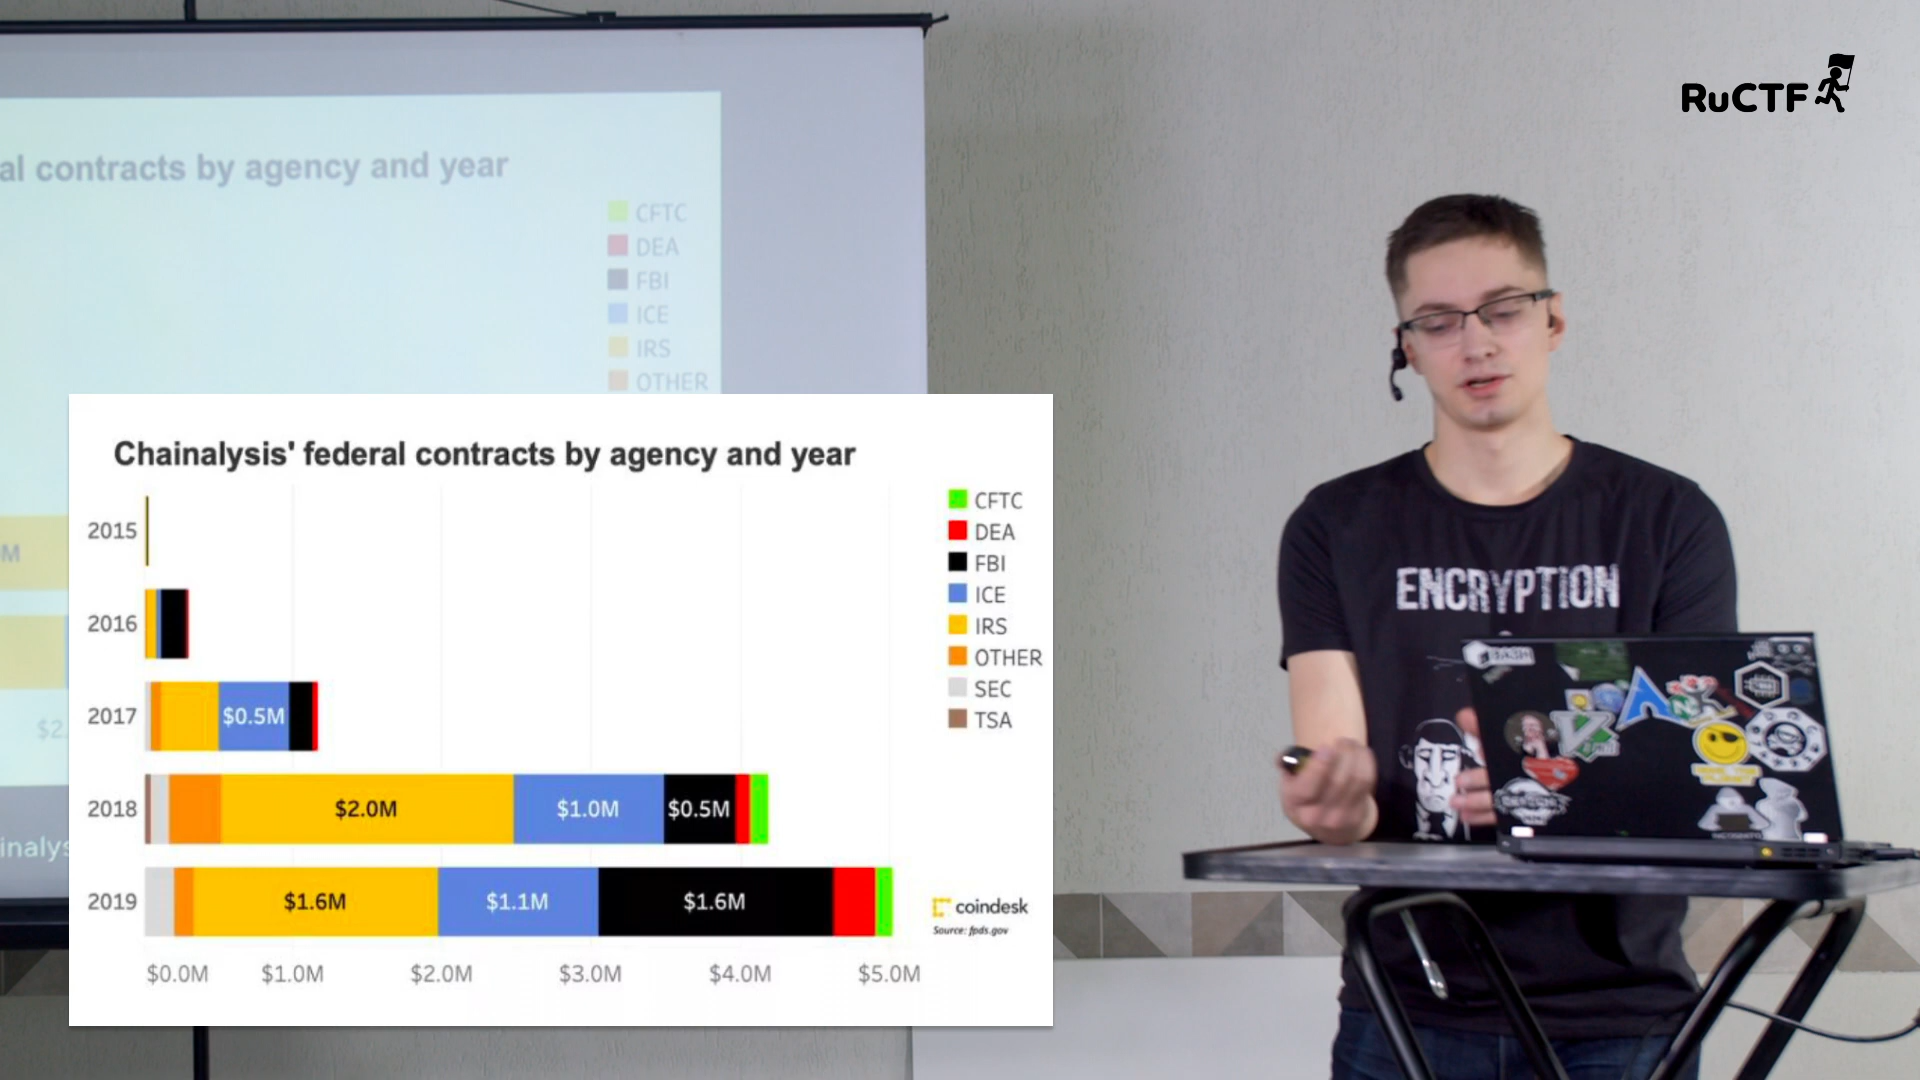 RuCTF
al contracts by agency and year
CFTC
DEA
FBI
ICE
IRS
OTHER
M
$2.
inalys
Chainalysis' federal contracts by agency and year
CFTC
DEA
FBI
ICE
IRS
OTHER
SEC
TSA
2015
2016
2017 $0.5M
2018 $2.0M $1.0M $0.5M
2019 $1.6M $1.1M $1.6M
coindesk
Source: fpds.gov
$0.0M $1.0M $2.0M $3.0M $4.0M $5.0M
ENCRYPTION
BASH